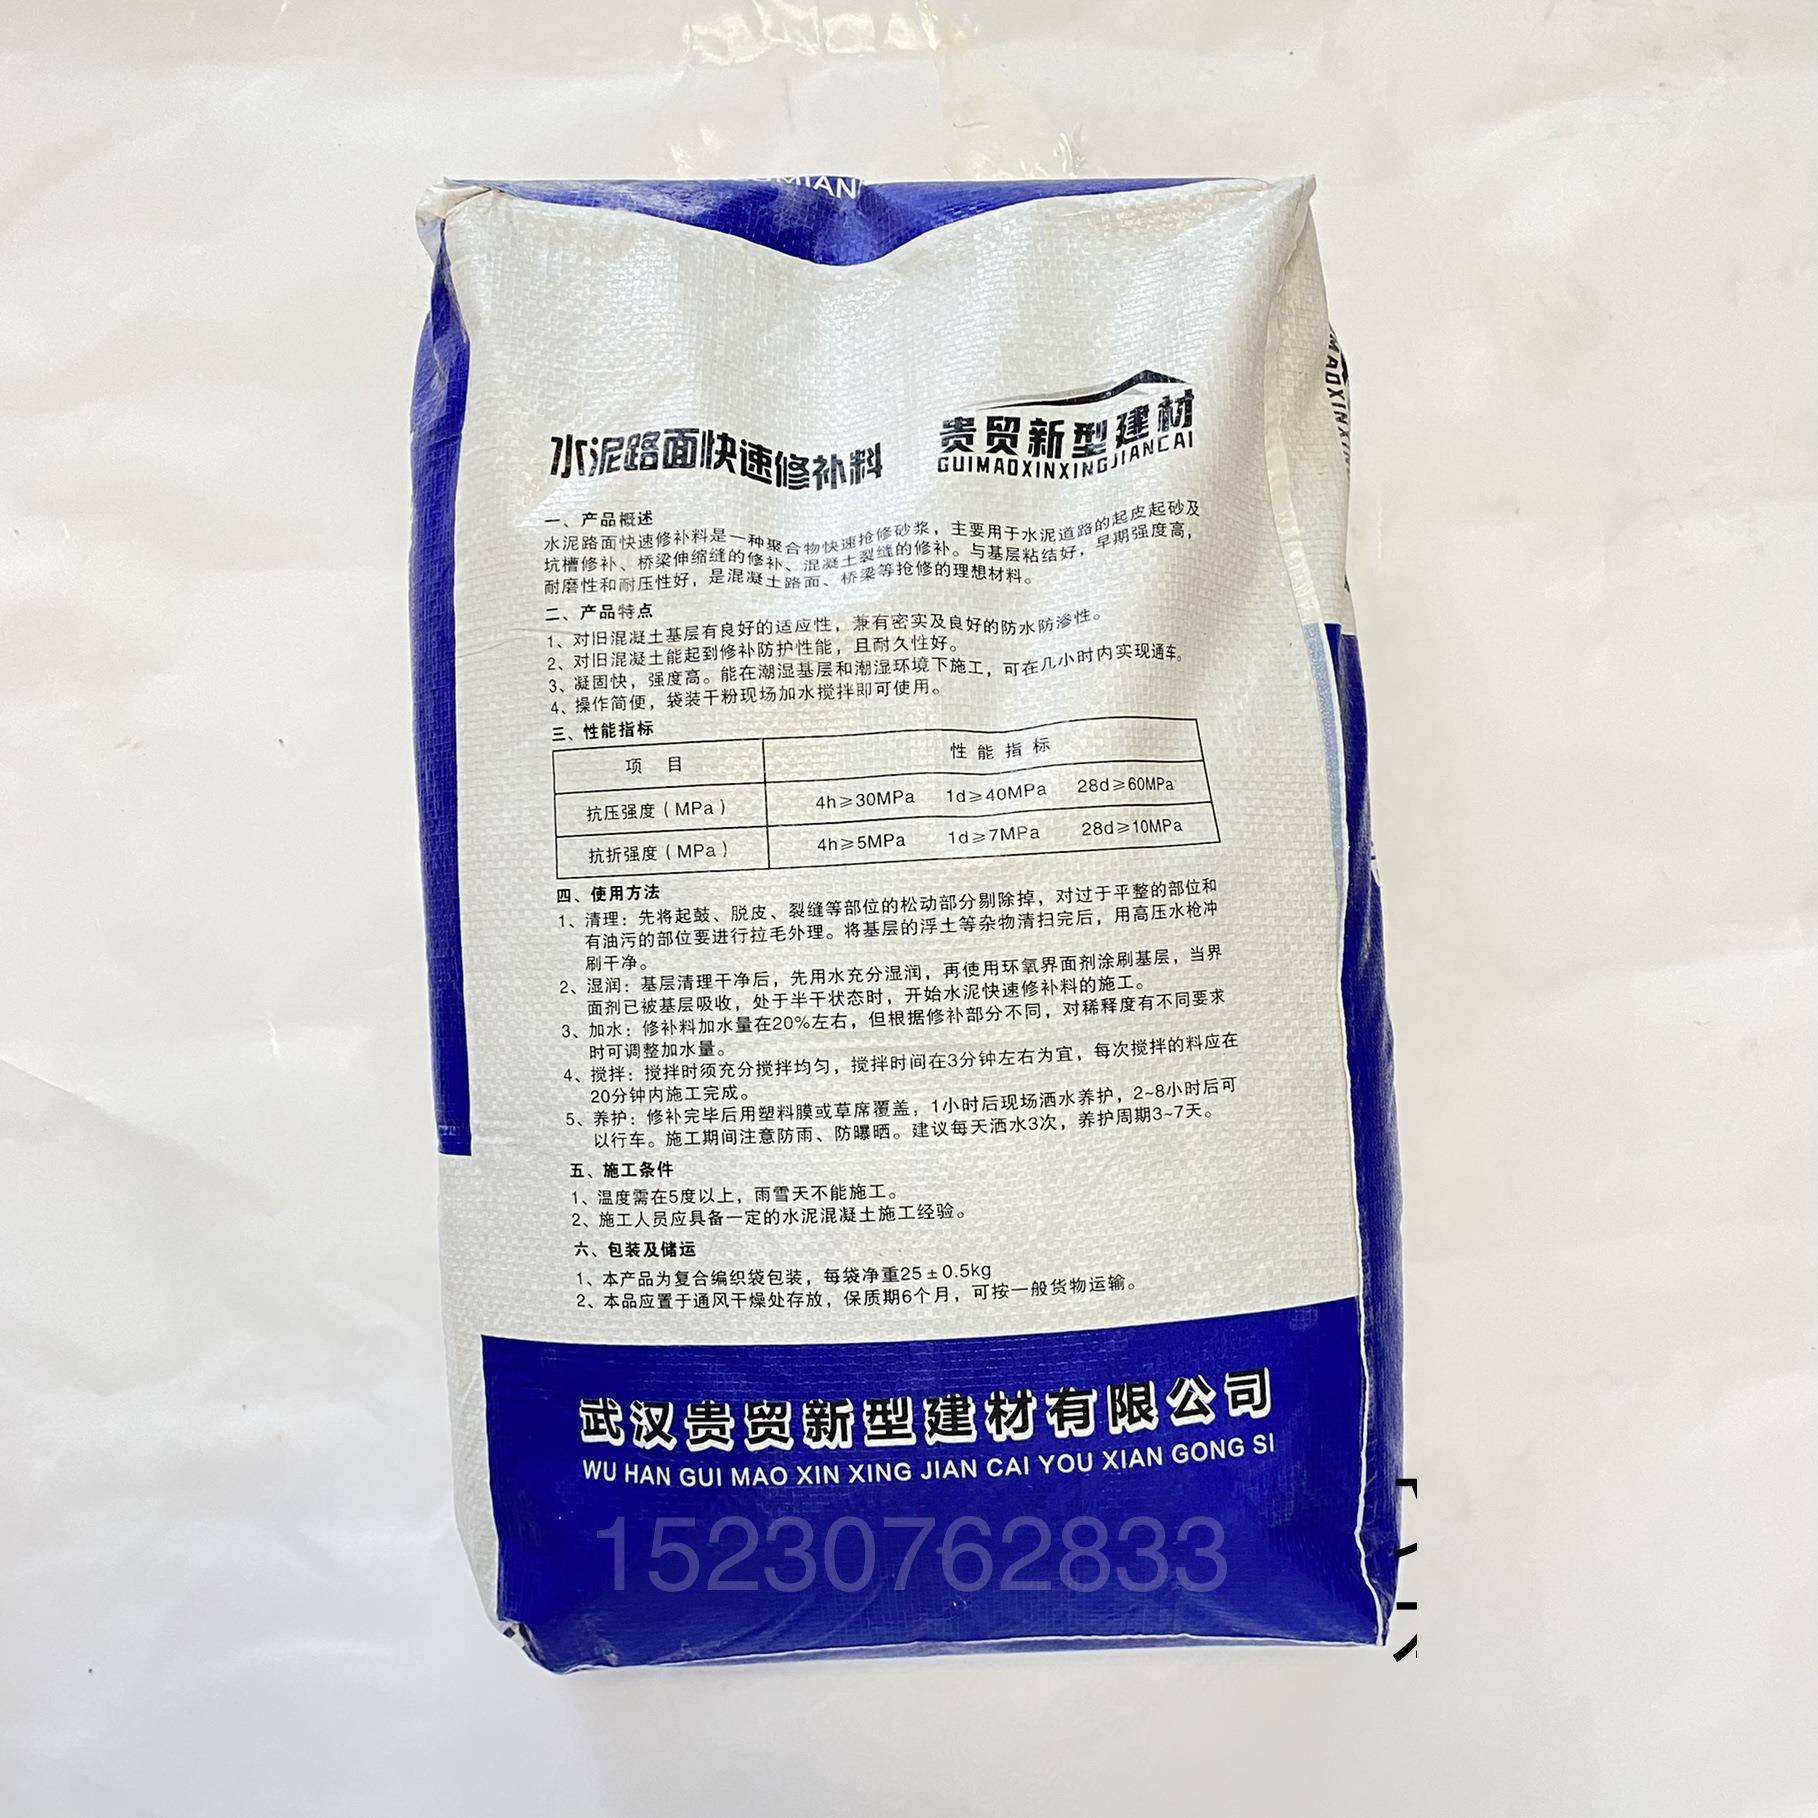 MIAN
水泥路面快速修补料
贵贸新型建材
GUIMAOXINXINGJIANCAI
一、产品概述
水泥路面快速修补料是一种聚合物快速抢修砂浆，主要用于水泥道路的起皮起砂及
坑槽修补、桥梁伸缩缝的修补、混凝土裂缝的修补。与基层粘结好，早期强度高，
耐磨性和耐压性好，是混凝土路面、桥梁等抢修的理想材料。
二、产品特点
1、对旧混凝土基层有良好的适应性，兼有密实及良好的防水防渗性。
2、对旧混凝土能起到修补防护性能，且耐久性好。
3、凝固快，强度高。能在潮湿基层和潮湿环境下施工，可在几小时内实现通车。
4、操作简便，袋装干粉现场加水搅拌即可使用。
三、性能指标
项 目 性 能 指 标
抗压强度（MPa） 4h≥30MPa 1d≥40MPa 28d≥60MPa
抗折强度（MPa） 4h≥5MPa 1d≥7MPa 28d≥10MPa
四、使用方法
1、清理：先将起鼓、脱皮、裂缝等部位的松动部分剔除掉，对过于平整的部位和
有油污的部位要进行拉毛外理。将基层的浮土等杂物清扫完后，用高压水枪冲
刷干净。
2、湿润：基层清理干净后，先用水充分湿润，再使用环氧界面剂涂刷基层，当界
面剂已被基层吸收，处于半干状态时，开始水泥快速修补料的施工。
3、加水：修补料加水量在20%左右，但根据修补部分不同，对稀释度有不同要求
时可调整加水量。
4、搅拌：搅拌时须充分搅拌均匀，搅拌时间在3分钟左右为宜，每次搅拌的料应在
20分钟内施工完成。
5、养护：修补完毕后用塑料膜或草席覆盖，1小时后现场洒水养护，2~8小时后可
以行车。施工期间注意防雨、防曝晒。建议每天洒水3次，养护周期3~7天。
五、施工条件
1、温度需在5度以上，雨雪天不能施工。
2、施工人员应具备一定的水泥混凝土施工经验。
六、包装及储运
1、本产品为复合编织袋包装，每袋净重25±0.5kg
2、本品应置于通风干燥处存放，保质期6个月，可按一般货物运输。
武汉贵贸新型建材有限公司
WU HAN GUI MAO XIN XING JIAN CAI YOU XIAN GONG SI
15230762833